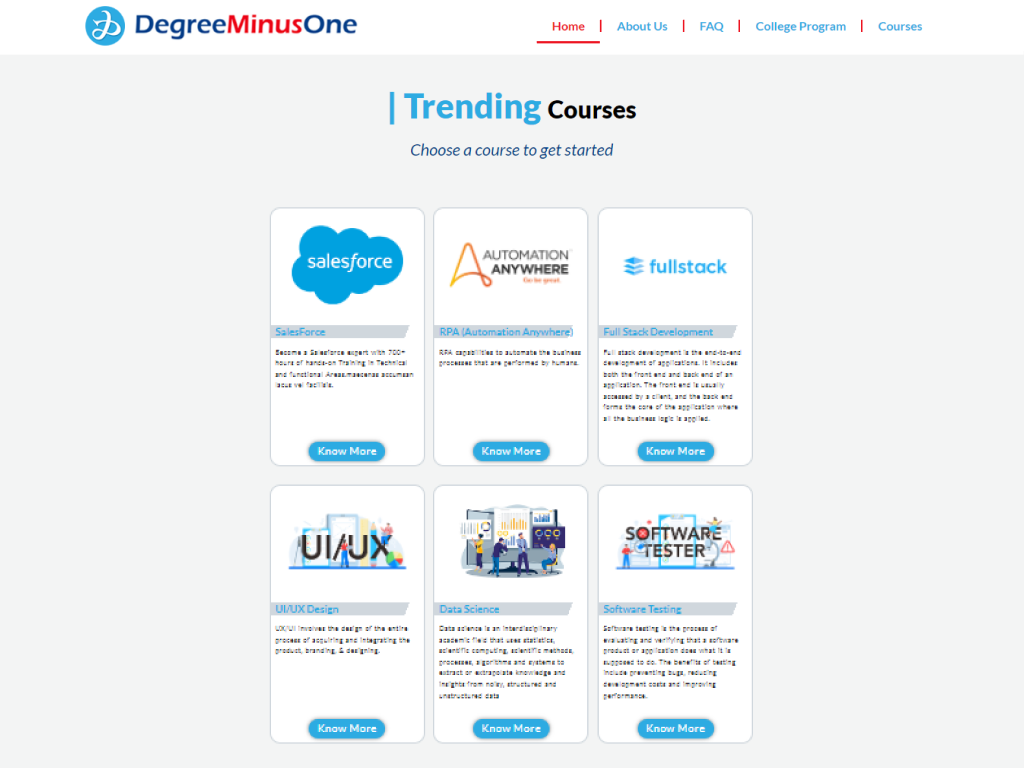 DegreeMinusOne
Home | About Us | FAQ | College Program | Courses
| Trending Courses
Choose a course to get started
salesforce
SalesForce
Become a Salesforce expert with 700+
hours of hands-on Training in Technical
and functional Areas.maecenas accumsan
lacus vel facilisis.
Know More
AUTOMATION
ANYWHERE
Go be great.
RPA (Automation Anywhere)
RPA capabilities to automate the business
processes that are performed by humans.
Know More
fullstack
Full Stack Development
Full stack development is the end-to-end
development of applications. It includes
both the front end and back end of an
application. The front end is usually
accessed by a client, and the back end
forms the core of the application where
all the business logic is applied.
Know More
UI/UX
UI/UX Design
UX/UI involves the design of the entire
process of acquiring and integrating the
product, branding, & designing.
Know More
Data Science
Data science is an interdisciplinary
academic field that uses statistics,
scientific computing, scientific methods,
processes, algorithms and systems to
extract or extrapolate knowledge and
insights from noisy, structured and
unstructured data
Know More
SOFTWARE
TESTER
Software Testing
Software testing is the process of
evaluating and verifying that a software
product or application does what it is
supposed to do. The benefits of testing
include preventing bugs, reducing
development costs and improving
performance.
Know More